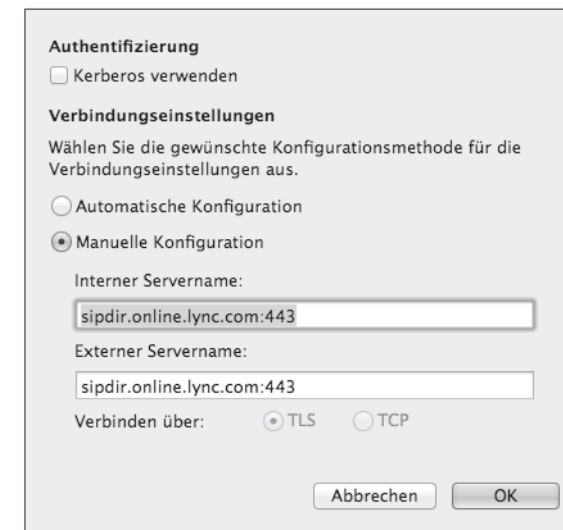 Authentifizierung
Kerberos verwenden
Verbindungseinstellungen
Wählen Sie die gewünschte Konfigurationsmethode für die
Verbindungseinstellungen aus.
Automatische Konfiguration
Manuelle Konfiguration
Interner Servername:
sipdir.online.lync.com:443
Externer Servername:
sipdir.online.lync.com:443
Verbinden über: TLS TCP
Abbrechen OK